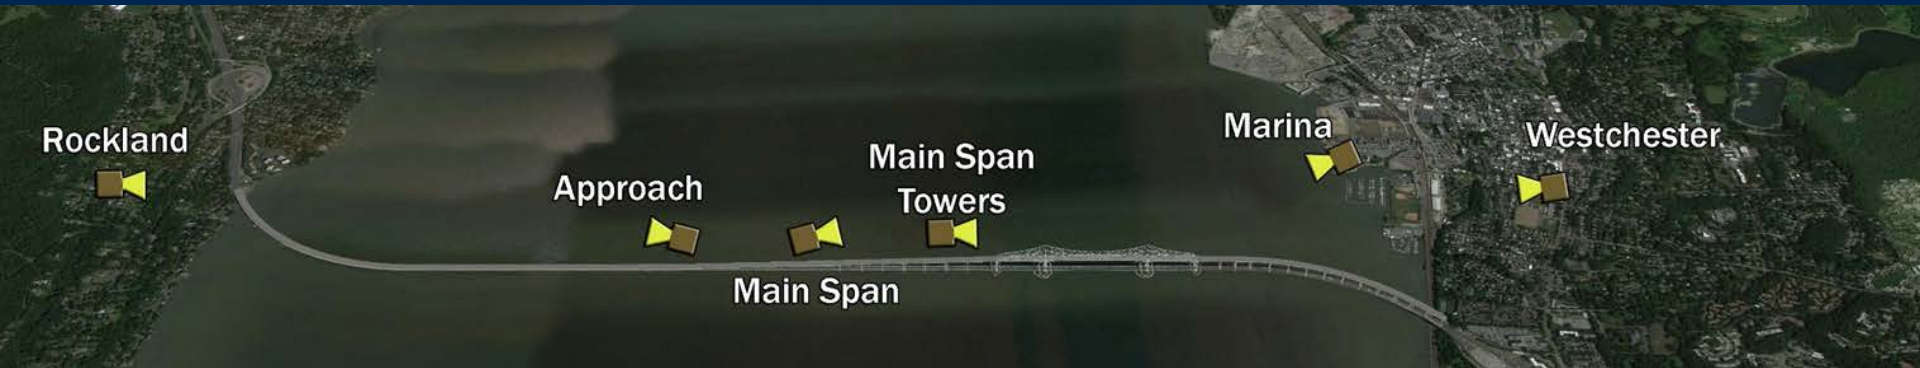 Rockland
Approach
Main Span
Main Span
Towers
Marina
Westchester